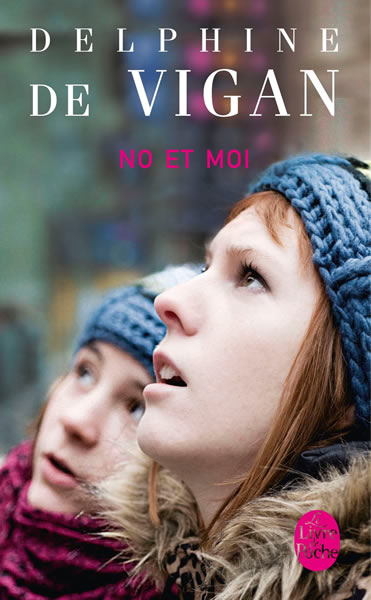 DELPHINE
DE VIGAN
NO ET MOI
Le
Livre
de
Poche